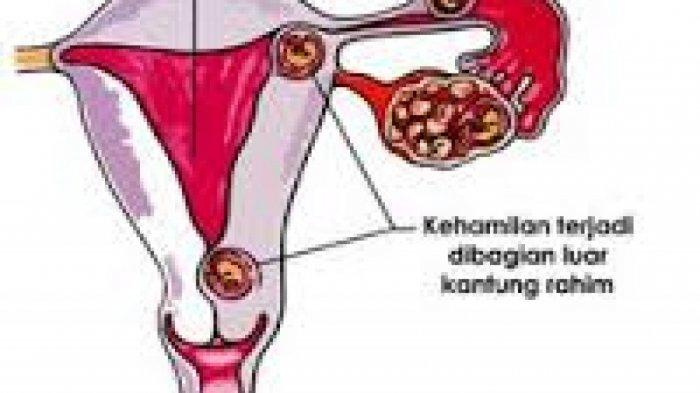 Kehamilan terjadi
dibagian luar
kantung rahim